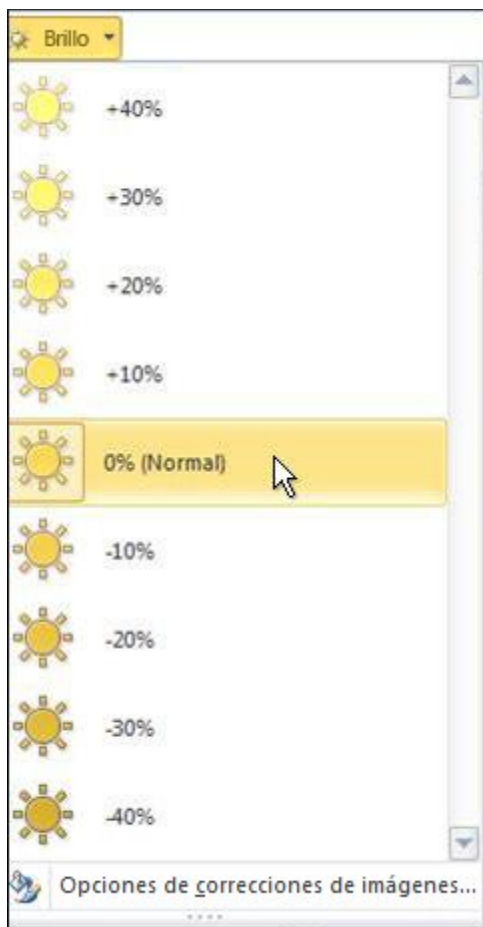 Brillo
+40%
+30%
+20%
+10%
0% (Normal)
-10%
-20%
-30%
-40%
Opciones de correcciones de imágenes...